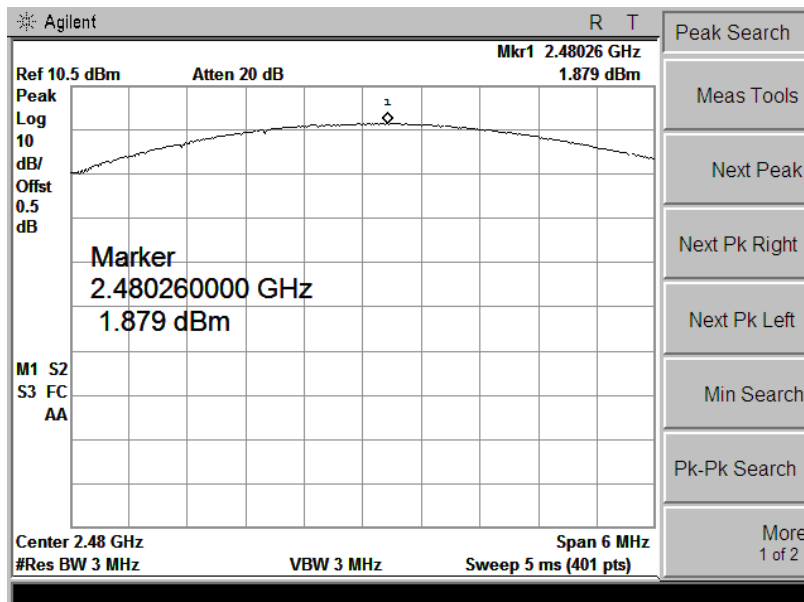 Agilent R T
Mkr1 2.48026 GHz
Ref 10.5 dBm Atten 20 dB 1.879 dBm
Peak
Log
10
dB/
Offst
0.5
dB
1
Marker
2.480260000 GHz
1.879 dBm
M1 S2
S3 FC
AA
Center 2.48 GHz Span 6 MHz
#Res BW 3 MHz VBW 3 MHz Sweep 5 ms (401 pts)
Peak Search
Meas Tools
Next Peak
Next Pk Right
Next Pk Left
Min Search
Pk-Pk Search
More
1 of 2